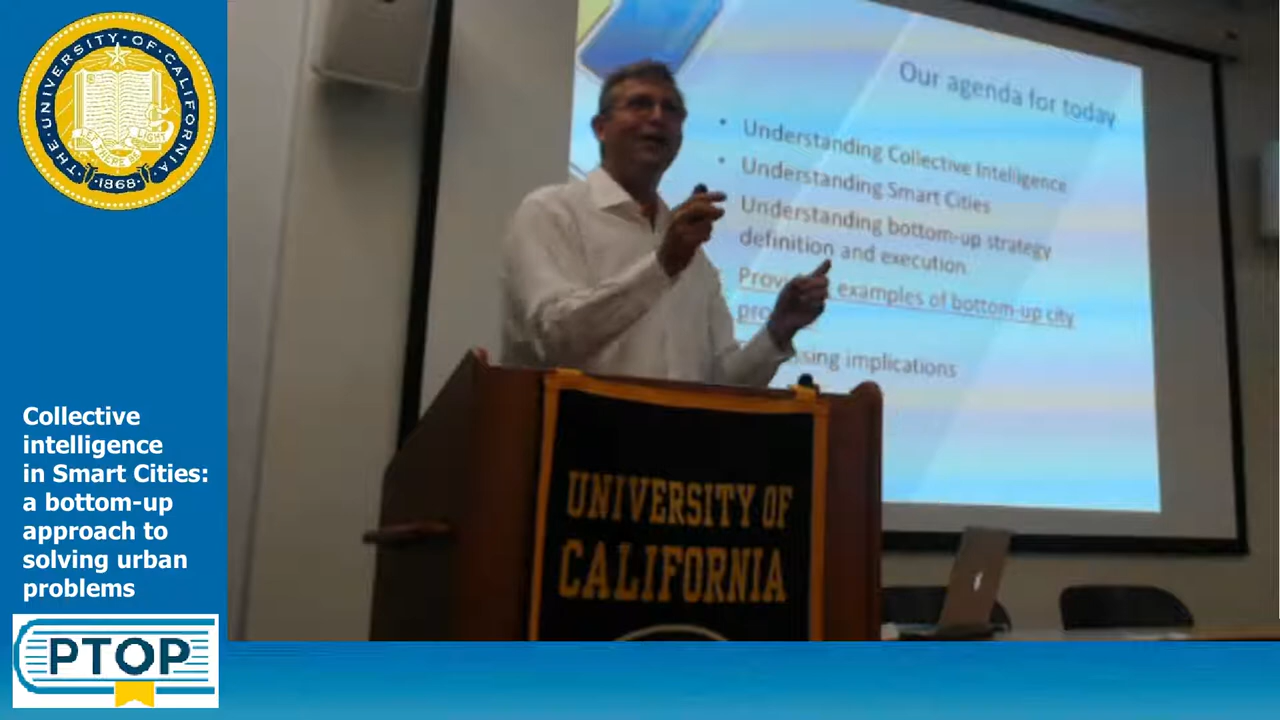 THE UNIVERSITY OF CALIFORNIA
LET THERE BE LIGHT
1868
Collective
intelligence
in Smart Cities:
a bottom-up
approach to
solving urban
problems
PTOP
Our agenda for today
• Understanding Collective Intelligence
• Understanding Smart Cities
Understanding bottom-up strategy
definition and execution
examples of bottom-up city
implications
UNIVERSITY OF
CALIFORNIA